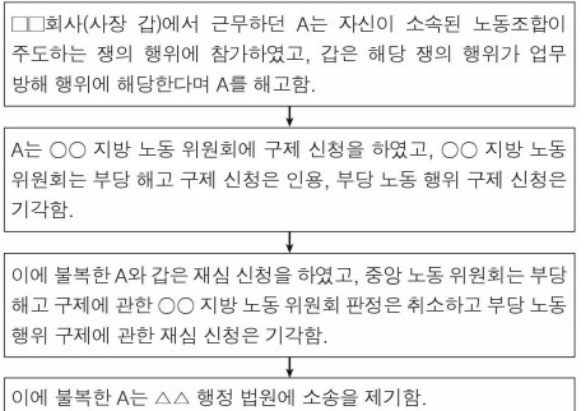 □□회사(사장 갑)에서 근무하던 A는 자신이 소속된 노동조합이
주도하는 쟁의 행위에 참가하였고, 갑은 해당 쟁의 행위가 업무
방해 행위에 해당한다며 A를 해고함.
A는 ○○ 지방 노동 위원회에 구제 신청을 하였고, ○○ 지방 노동
위원회는 부당 해고 구제 신청은 인용, 부당 노동 행위 구제 신청은
기각함.
이에 불복한 A와 갑은 재심 신청을 하였고, 중앙 노동 위원회는 부당
해고 구제에 관한 ○○ 지방 노동 위원회 판정은 취소하고 부당 노동
행위 구제에 관한 재심 신청은 기각함.
이에 불복한 A는 △△ 행정 법원에 소송을 제기함.